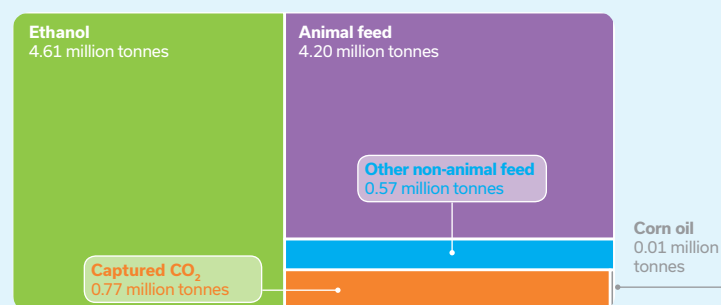 Ethanol
4.61 million tonnes
Animal feed
4.20 million tonnes
Other non-animal feed
0.57 million tonnes
Corn oil
0.01 million
tonnes
Captured CO₂
0.77 million tonnes